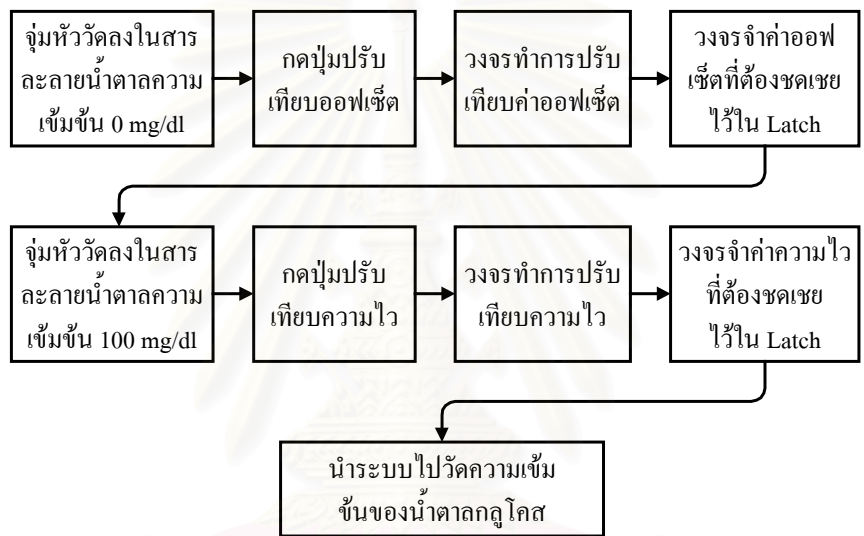 จุ่มหัววัดลงในสาร
ละลายน้ำตาลความ
เข้มข้น 0 mg/dl
กดปุ่มปรับ
เทียบออฟเซ็ต
วงจรทำการปรับ
เทียบค่าออฟเซ็ต
วงจรจำค่าออฟ
เซ็ตที่ต้องชดเชย
ไว้ใน Latch
จุ่มหัววัดลงในสาร
ละลายน้ำตาลความ
เข้มข้น 100 mg/dl
กดปุ่มปรับ
เทียบความไว
วงจรทำการปรับ
เทียบความไว
วงจรจำค่าความไว
ที่ต้องชดเชย
ไว้ใน Latch
นำระบบไปวัดความเข้ม
ข้นของน้ำตาลกลูโคส